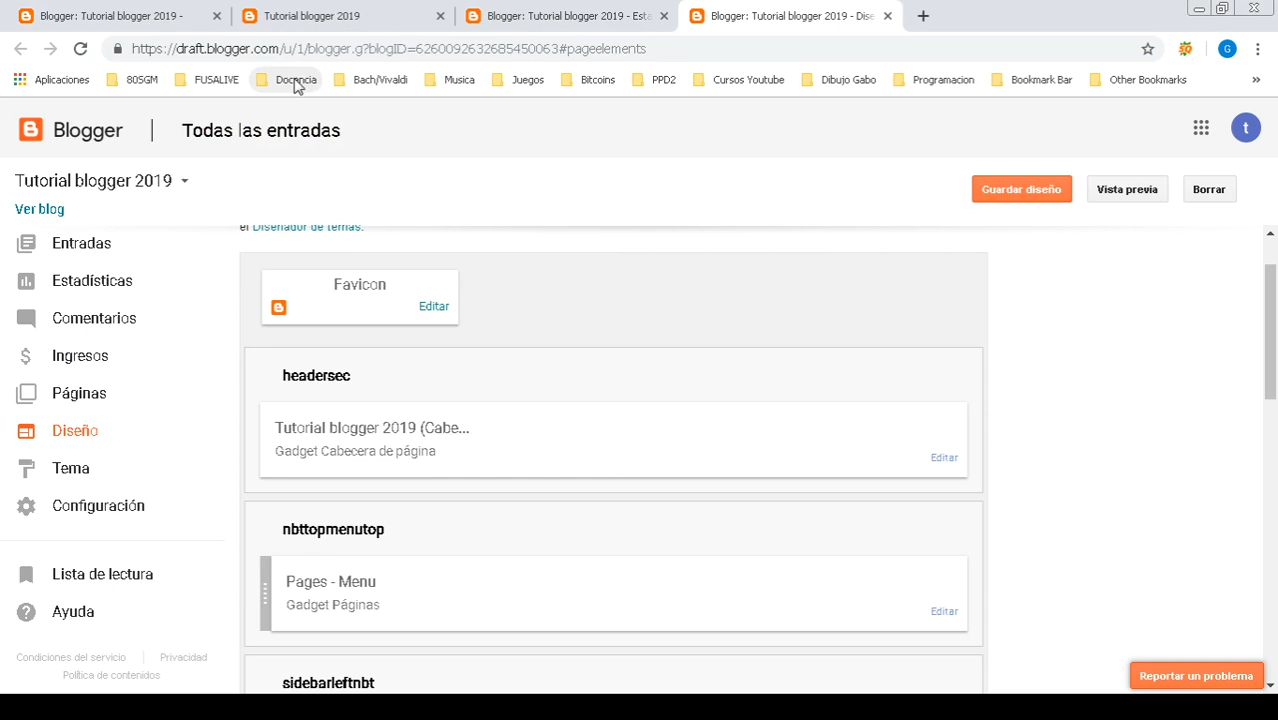 Blogger: Tutorial blogger 2019 -
Tutorial blogger 2019
Blogger: Tutorial blogger 2019 - Esta
Blogger: Tutorial blogger 2019 - Dise
https://draft.blogger.com/u/1/blogger.g?blogID=6260092632685450063#pageelements
G
Aplicaciones
80SGM
FUSALIVE
Docencia
Bach/Vivaldi
Musica
Juegos
Bitcoins
PPD2
Cursos Youtube
Dibujo Gabo
Programacion
Bookmark Bar
Other Bookmarks
Blogger
Todas las entradas
t
Tutorial blogger 2019
Guardar diseño
Vista previa
Borrar
Ver blog
el Diseñador de temas.
Entradas
Estadísticas
Comentarios
Ingresos
Páginas
Diseño
Tema
Configuración
Lista de lectura
Ayuda
Condiciones del servicio
Privacidad
Política de contenidos
Favicon
Editar
headersec
Tutorial blogger 2019 (Cabe...
Gadget Cabecera de página
Editar
nbttopmenutop
Pages - Menu
Gadget Páginas
Editar
sidebarleftnbt
Reportar un problema